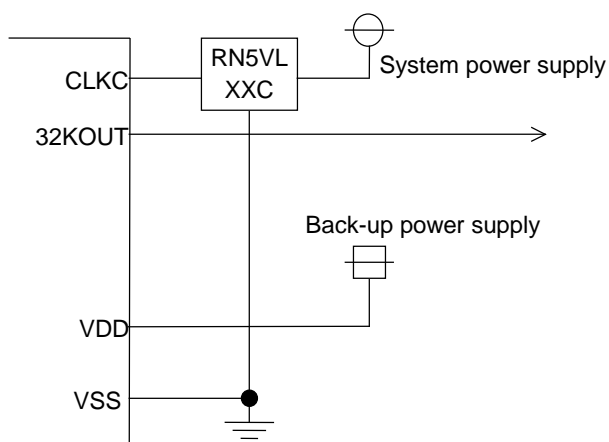 RN5VL
XXC
System power supply
CLKC
32KOUT
Back-up power supply
VDD
VSS